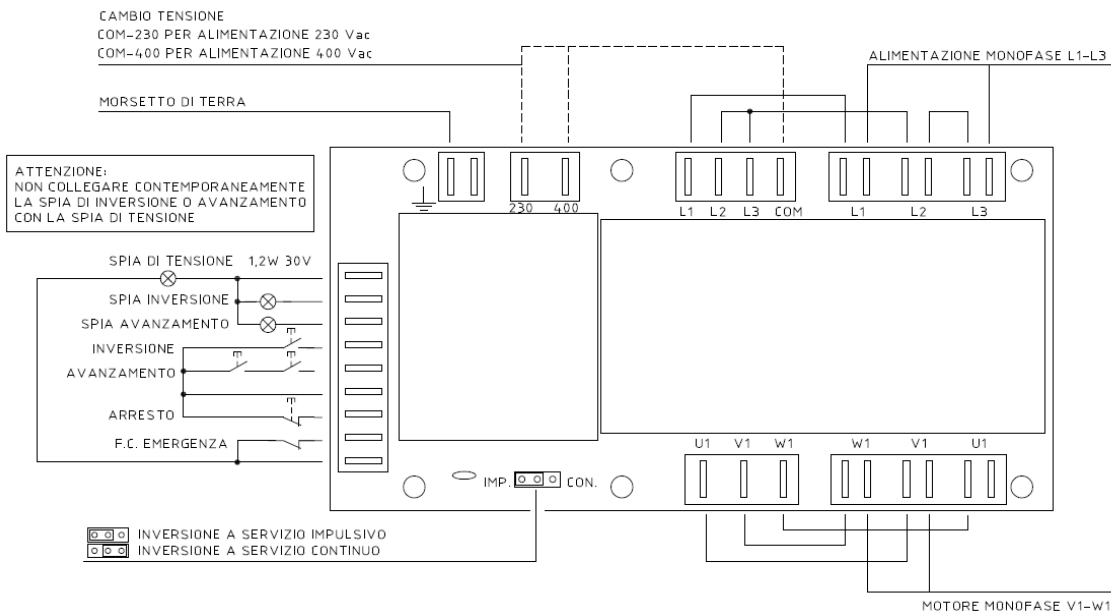 CAMBIO TENSIONE
COM-230 PER ALIMENTAZIONE 230 Vac
COM-400 PER ALIMENTAZIONE 400 Vac
ALIMENTAZIONE MONOFASE L1-L3
MORSETTO DI TERRA
ATTENZIONE:
NON COLLEGARE CONTEMPORANEAMENTE
LA SPIA DI INVERSIONE O AVANZAMENTO
CON LA SPIA DI TENSIONE
230 400
L1 L2 L3 COM
L1 L2 L3
SPIA DI TENSIONE 1,2W 30V
SPIA INVERSIONE
SPIA AVANZAMENTO
INVERSIONE
AVANZAMENTO
ARRESTO
F.C. EMERGENZA
U1 V1 W1
W1 V1 U1
IMP. CON.
INVERSIONE A SERVIZIO IMPULSIVO
INVERSIONE A SERVIZIO CONTINUO
MOTORE MONOFASE V1-W1